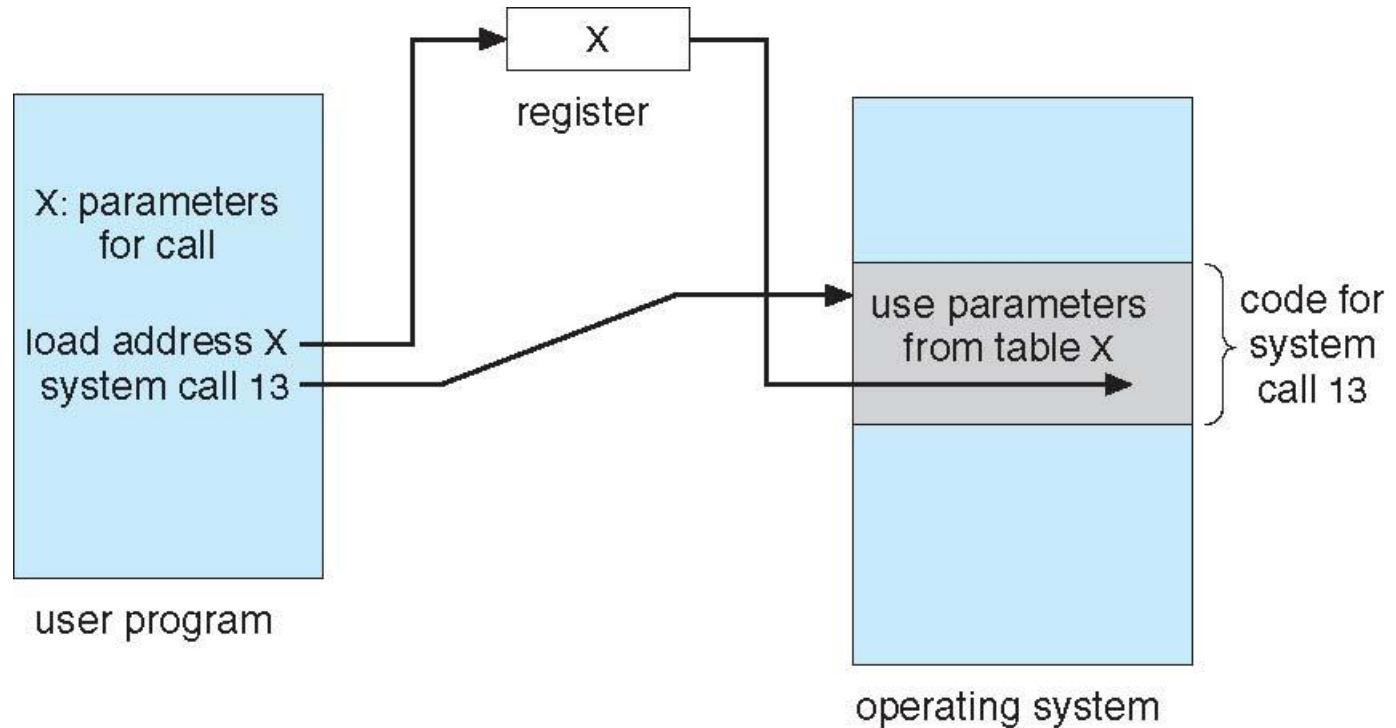 X
register
X: parameters
for call
load address X
system call 13
user program
use parameters
from table X
code for
system
call 13
operating system